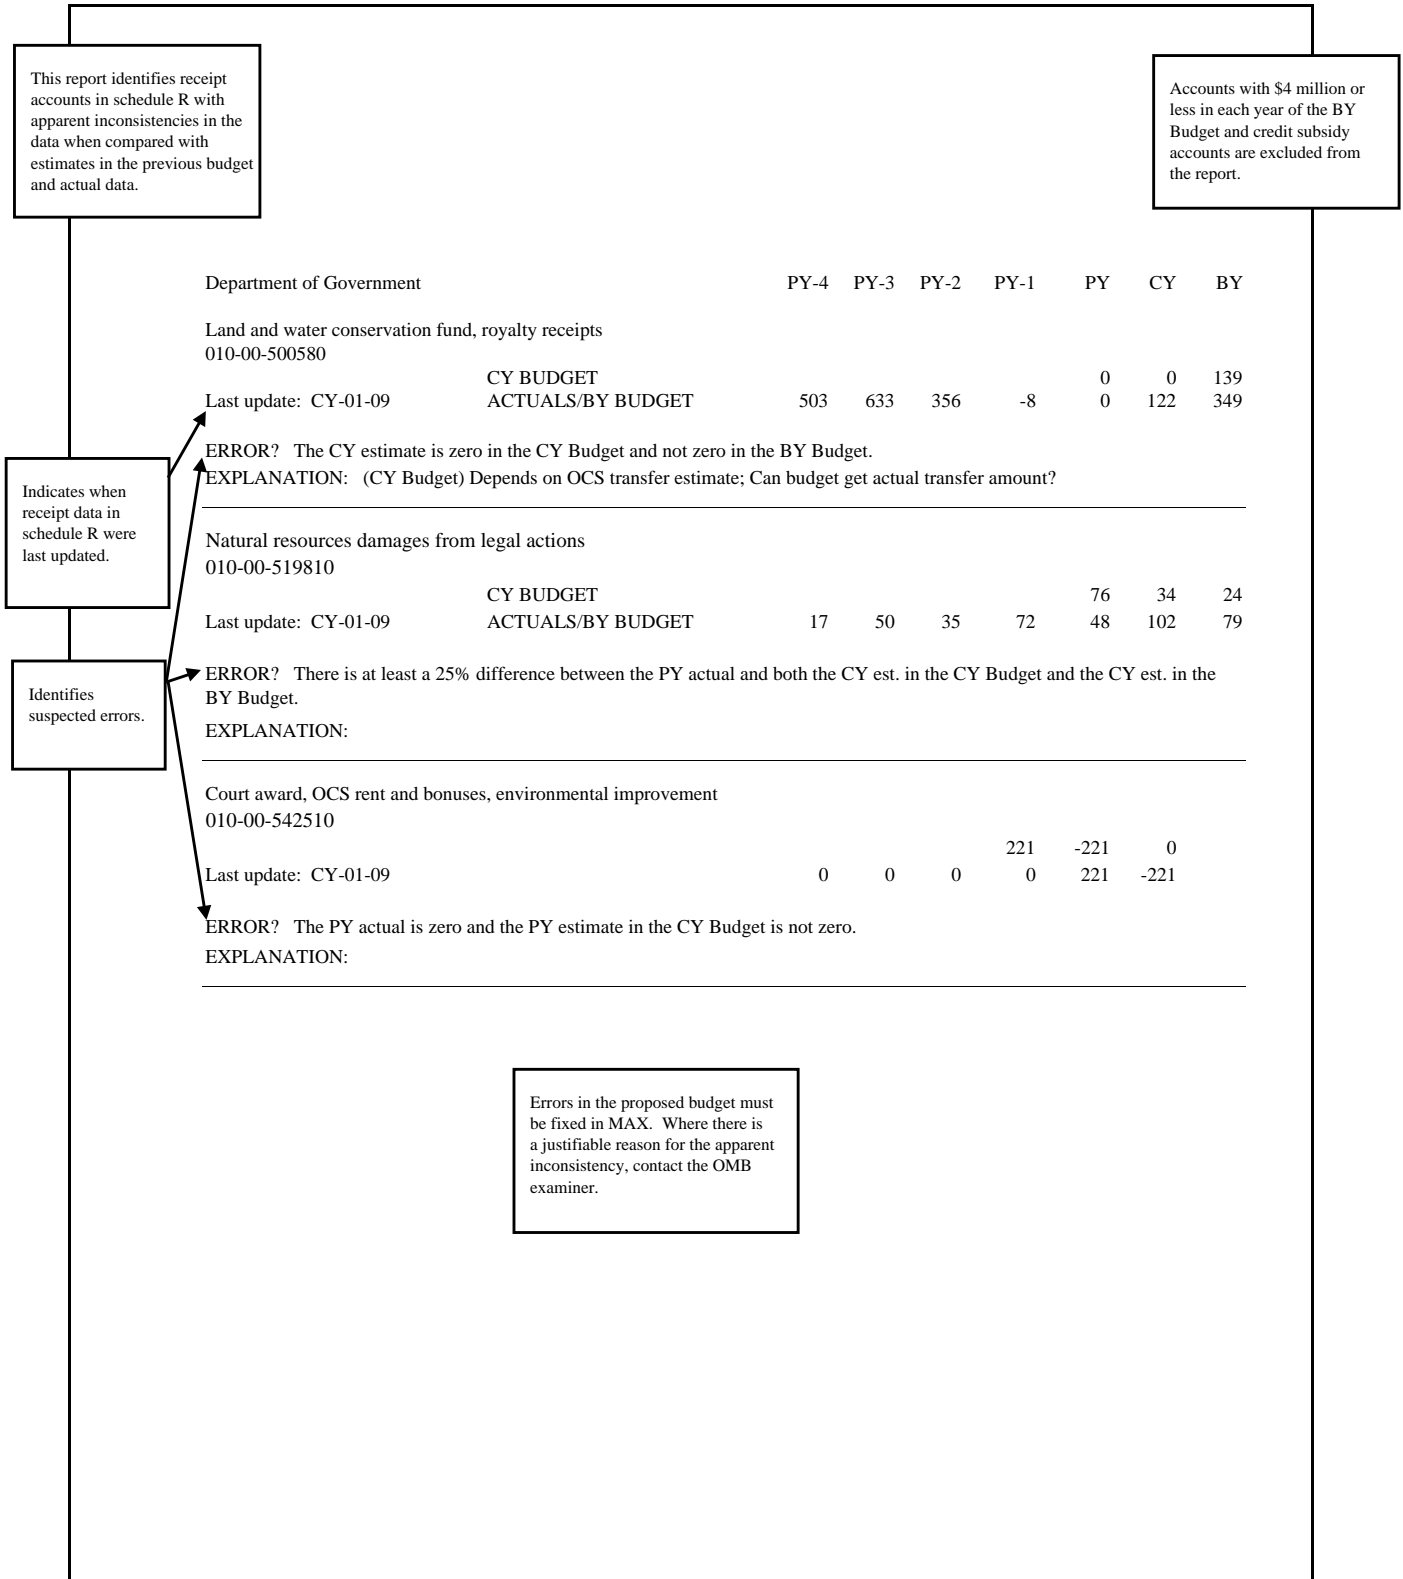 This report identifies receipt
accounts in schedule R with
apparent inconsistencies in the
data when compared with
estimates in the previous budget
and actual data.
Accounts with $4 million or
less in each year of the BY
Budget and credit subsidy
accounts are excluded from
the report.
Department of Government PY-4 PY-3 PY-2 PY-1 PY CY BY
Land and water conservation fund, royalty receipts
010-00-500580
CY BUDGET 0 0 139
Last update: CY-01-09 ACTUALS/BY BUDGET 503 633 356 -8 0 122 349
ERROR? The CY estimate is zero in the CY Budget and not zero in the BY Budget.
EXPLANATION: (CY Budget) Depends on OCS transfer estimate; Can budget get actual transfer amount?
Indicates when
receipt data in
schedule R were
last updated.
Natural resources damages from legal actions
010-00-519810
CY BUDGET 76 34 24
Last update: CY-01-09 ACTUALS/BY BUDGET 17 50 35 72 48 102 79
ERROR? There is at least a 25% difference between the PY actual and both the CY est. in the CY Budget and the CY est. in the
BY Budget.
EXPLANATION:
Identifies
suspected errors.
Court award, OCS rent and bonuses, environmental improvement
010-00-542510
221 -221 0
Last update: CY-01-09 0 0 0 0 221 -221
ERROR? The PY actual is zero and the PY estimate in the CY Budget is not zero.
EXPLANATION:
Errors in the proposed budget must
be fixed in MAX. Where there is
a justifiable reason for the apparent
inconsistency, contact the OMB
examiner.